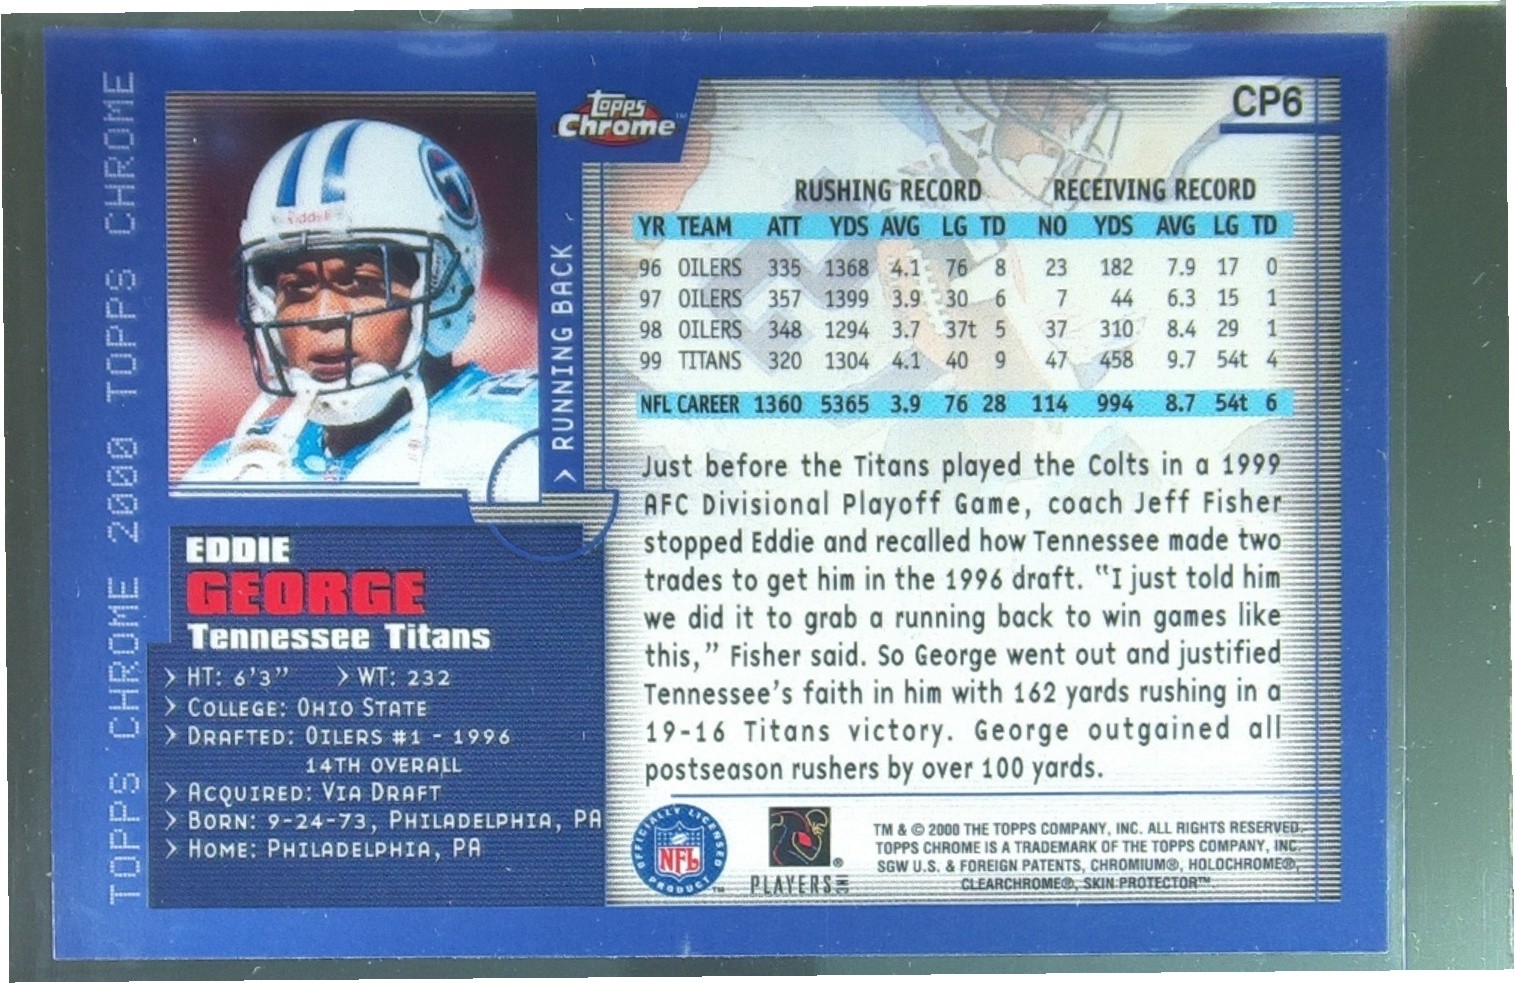 TOPPS CHROME 2000 TOPPS CHROME
Riddell
Topps
Chrome™
CP6
> RUNNING BACK
RUSHING RECORD RECEIVING RECORD
YR TEAM ATT YDS AVG LG TD NO YDS AVG LG TD
96 OILERS 335 1368 4.1 76 8 23 182 7.9 17 0
97 OILERS 357 1399 3.9 30 6 7 44 6.3 15 1
98 OILERS 348 1294 3.7 37t 5 37 310 8.4 29 1
99 TITANS 320 1304 4.1 40 9 47 458 9.7 54t 4
NFL CAREER 1360 5365 3.9 76 28 114 994 8.7 54t 6
Just before the Titans played the Colts in a 1999
AFC Divisional Playoff Game, coach Jeff Fisher
stopped Eddie and recalled how Tennessee made two
trades to get him in the 1996 draft. “I just told him
we did it to grab a running back to win games like
this,” Fisher said. So George went out and justified
Tennessee's faith in him with 162 yards rushing in a
19-16 Titans victory. George outgained all
postseason rushers by over 100 yards.
EDDIE
GEORGE
Tennessee Titans
> HT: 6'3" > WT: 232
> COLLEGE: OHIO STATE
> DRAFTED: OILERS #1 - 1996
14TH OVERALL
> ACQUIRED: VIA DRAFT
> BORN: 9-24-73, PHILADELPHIA, PA
> HOME: PHILADELPHIA, PA
OFFICIALLY LICENSED
NFL
PRODUCT™
PLAYERS INC
®
TM & © 2000 THE TOPPS COMPANY, INC. ALL RIGHTS RESERVED.
TOPPS CHROME IS A TRADEMARK OF THE TOPPS COMPANY, INC.
SGW U.S. & FOREIGN PATENTS, CHROMIUM®, HOLOCHROME®,
CLEARCHROME®, SKIN PROTECTOR™.